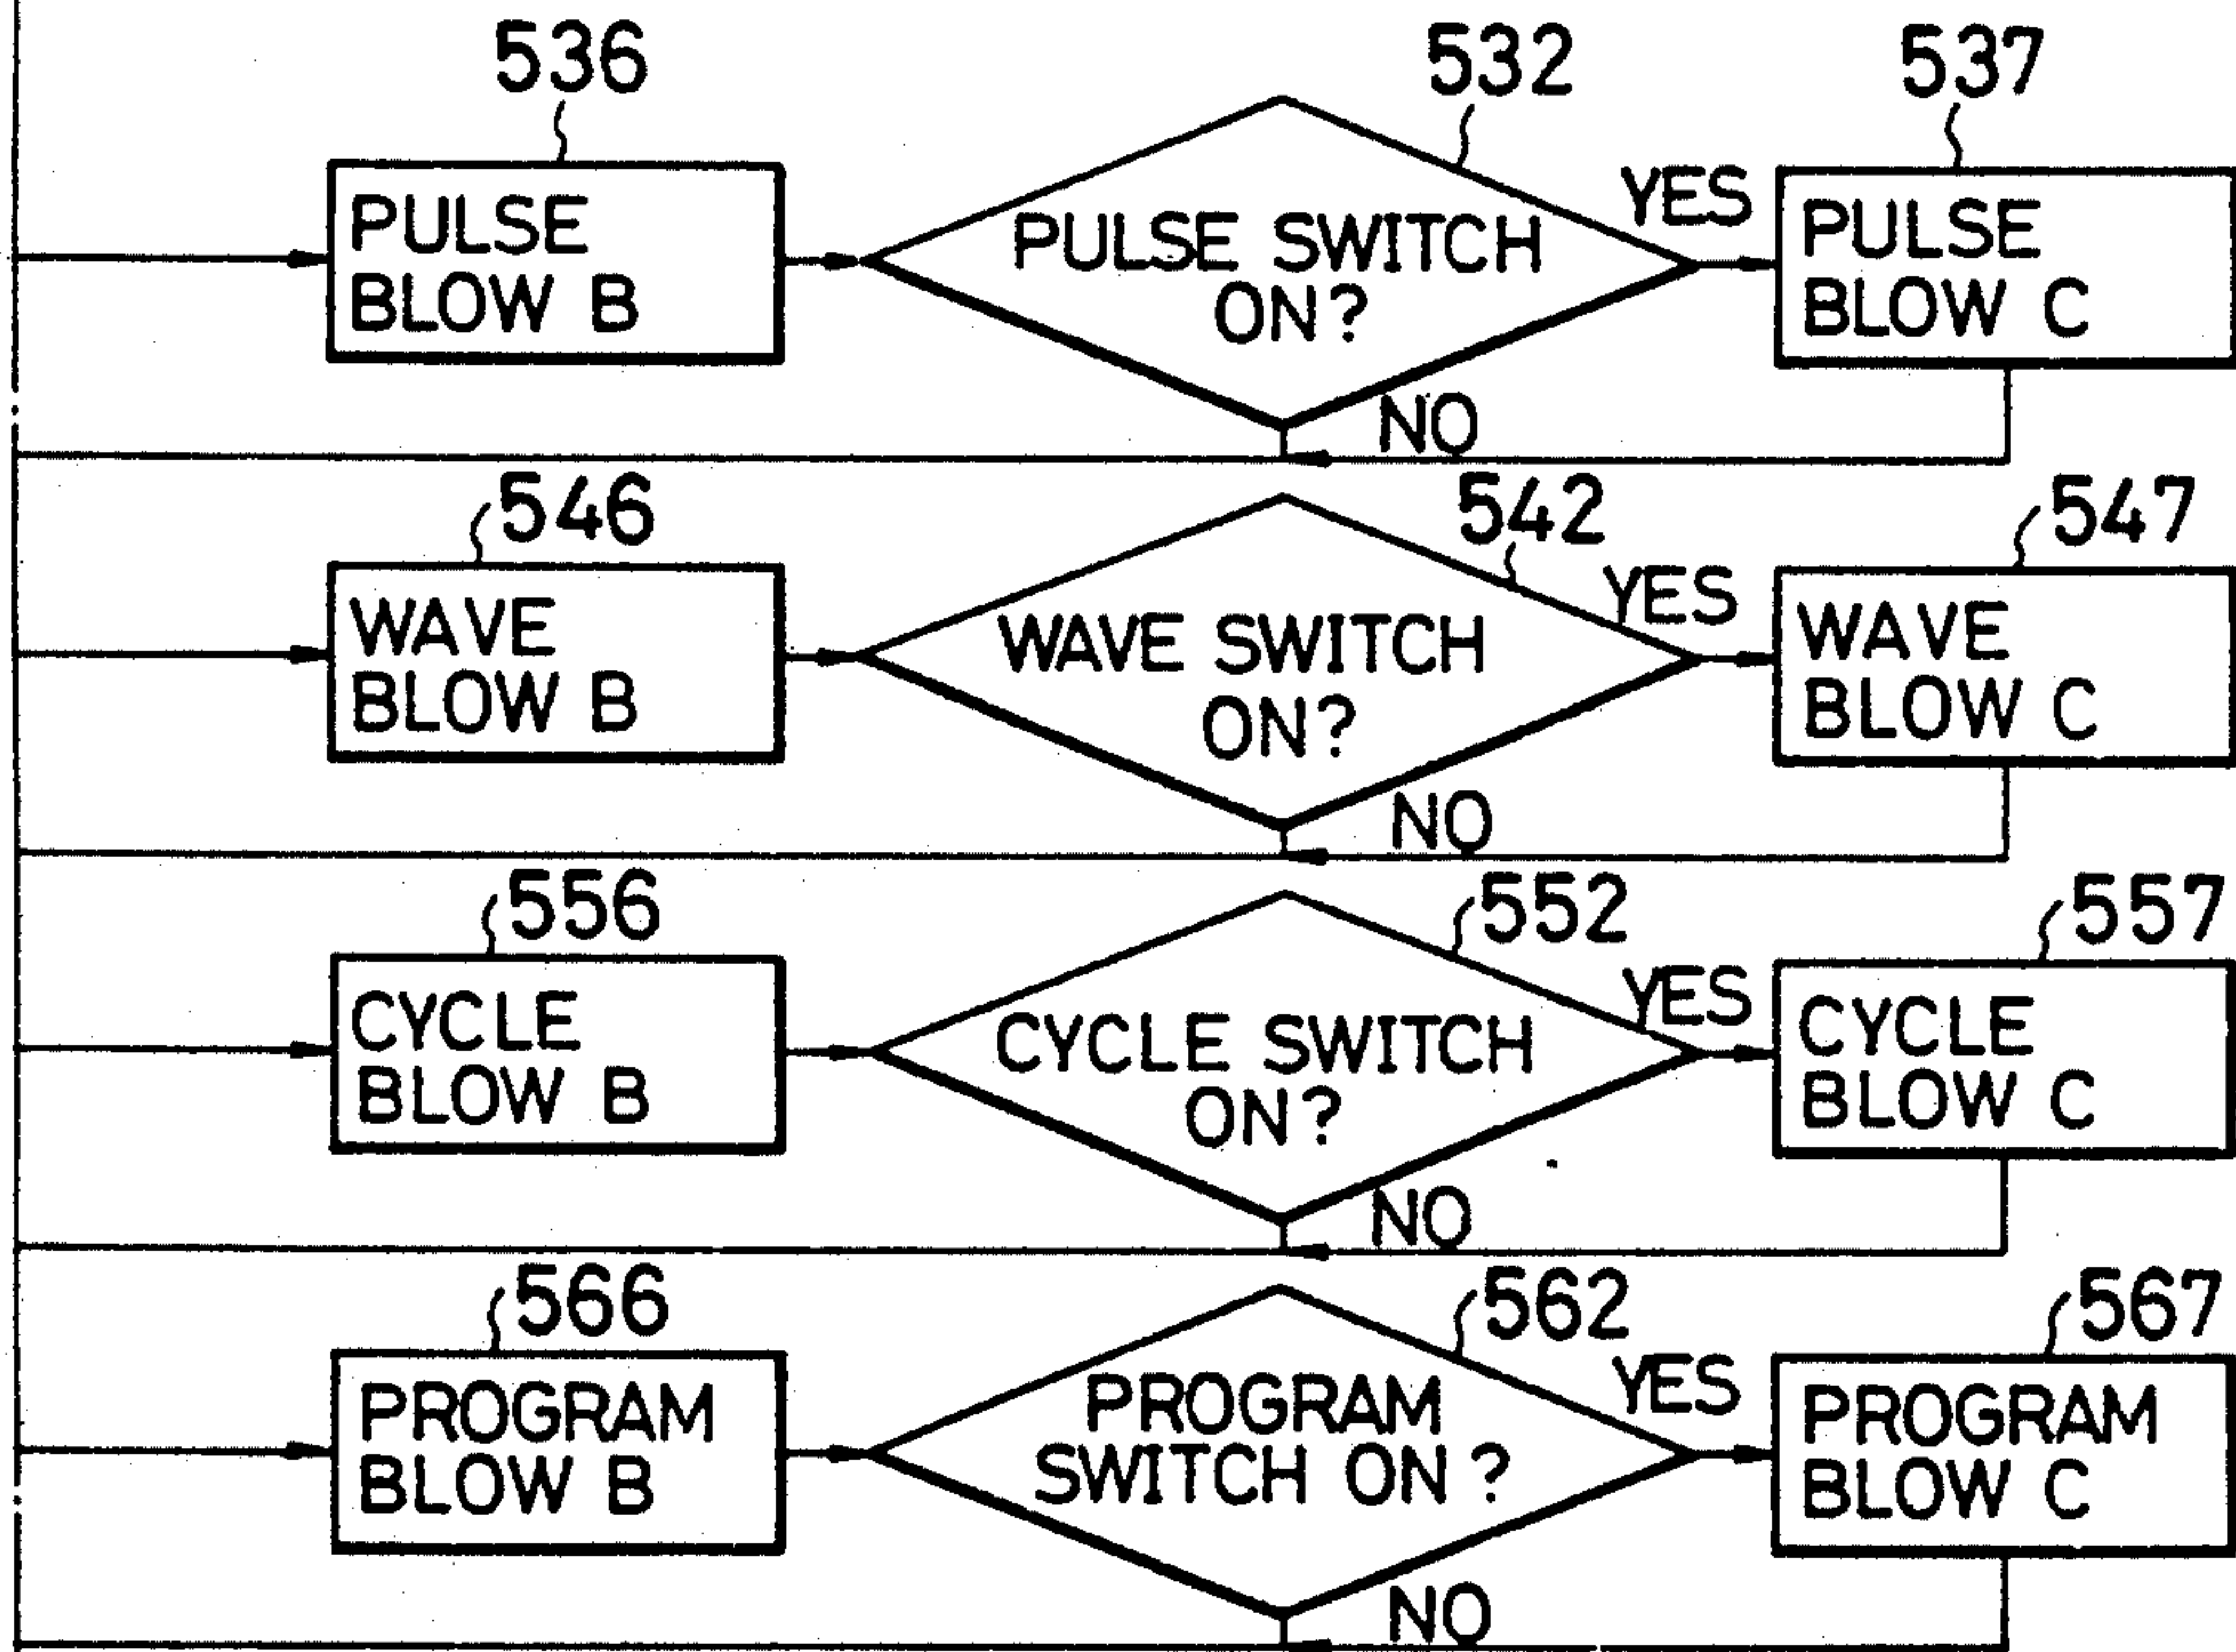 536
532
537
PULSE
BLOW B
PULSE SWITCH
ON?
YES
PULSE
BLOW C
NO
546
542
547
WAVE
BLOW B
WAVE SWITCH
ON?
YES
WAVE
BLOW C
NO
556
552
557
CYCLE
BLOW B
CYCLE SWITCH
ON?
YES
CYCLE
BLOW C
NO
566
562
567
PROGRAM
BLOW B
PROGRAM
SWITCH ON?
YES
PROGRAM
BLOW C
NO